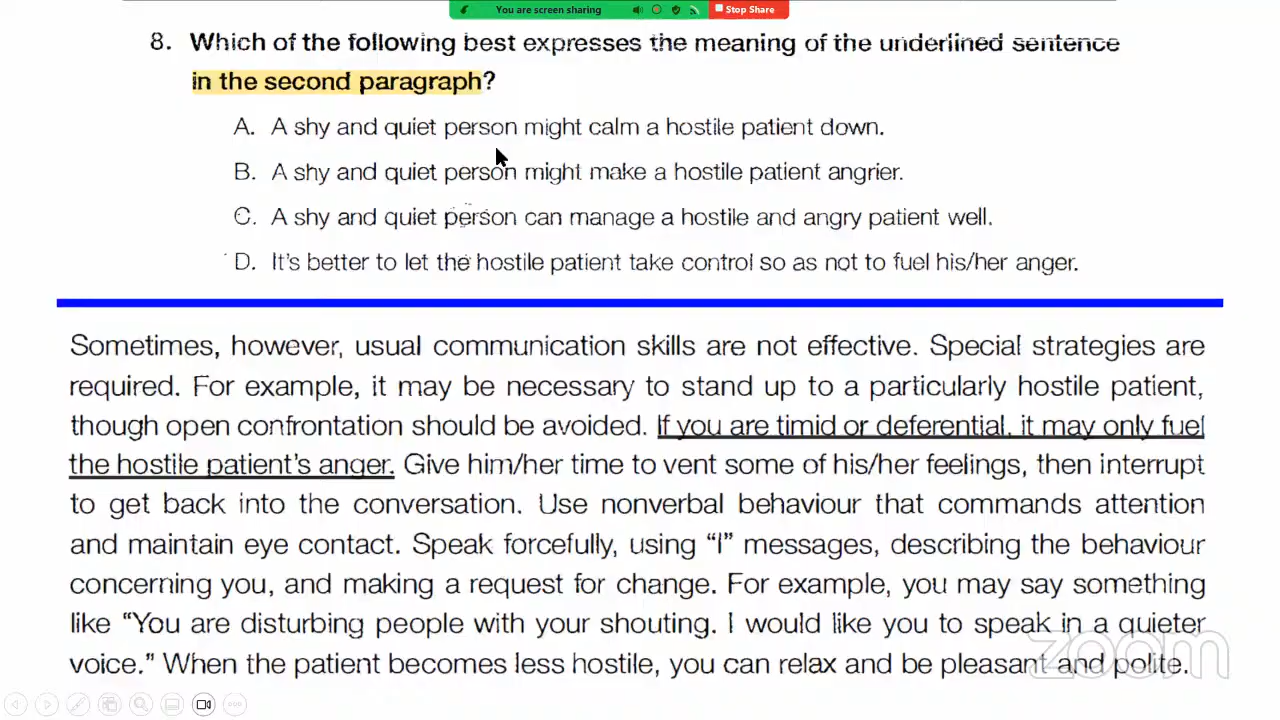 You are screen sharing
Stop Share
8. Which of the following best expresses the meaning of the underlined sentence
in the second paragraph?
A. A shy and quiet person might calm a hostile patient down.
B. A shy and quiet person might make a hostile patient angrier.
C. A shy and quiet person can manage a hostile and angry patient well.
D. It's better to let the hostile patient take control so as not to fuel his/her anger.
Sometimes, however, usual communication skills are not effective. Special strategies are
required. For example, it may be necessary to stand up to a particularly hostile patient,
though open confrontation should be avoided. If you are timid or deferential, it may only fuel
the hostile patient's anger. Give him/her time to vent some of his/her feelings, then interrupt
to get back into the conversation. Use nonverbal behaviour that commands attention
and maintain eye contact. Speak forcefully, using “I” messages, describing the behaviour
concerning you, and making a request for change. For example, you may say something
like “You are disturbing people with your shouting. I would like you to speak in a quieter
voice.” When the patient becomes less hostile, you can relax and be pleasant and polite.
zoom